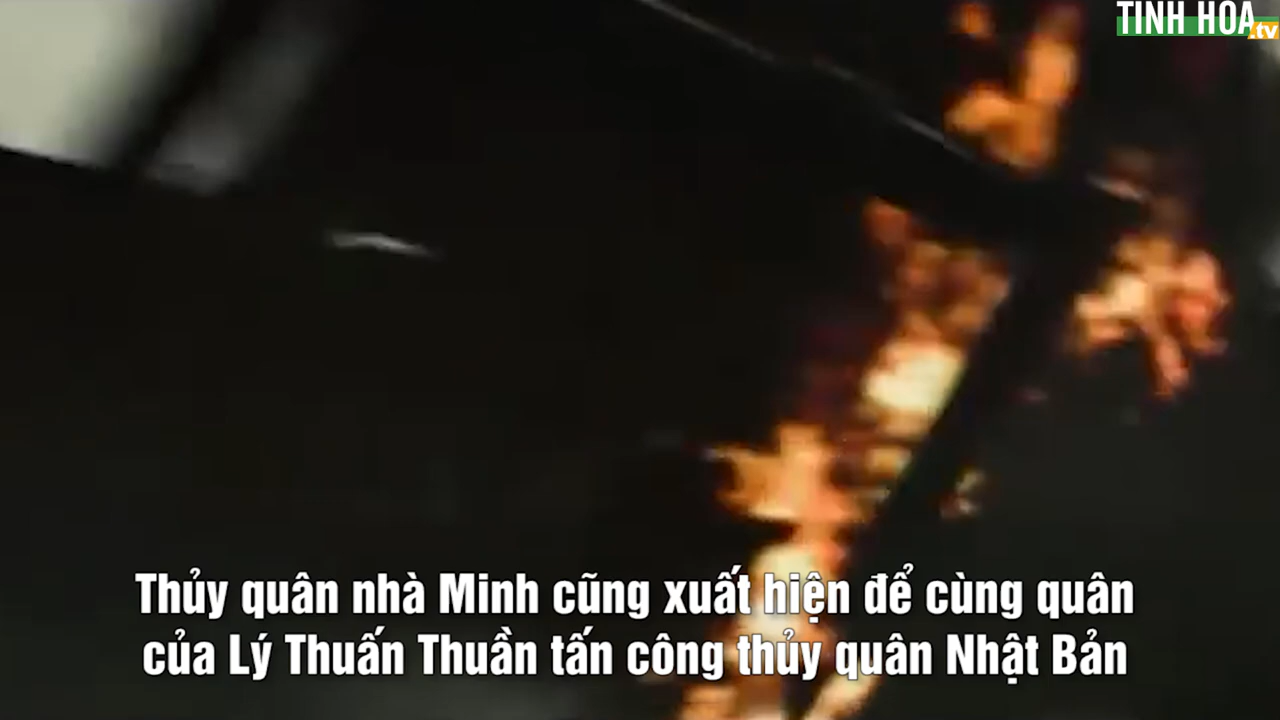 TINH HOA
.tv
Thủy quân nhà Minh cũng xuất hiện để cùng quân
của Lý Thuấn Thuần tấn công thủy quân Nhật Bản